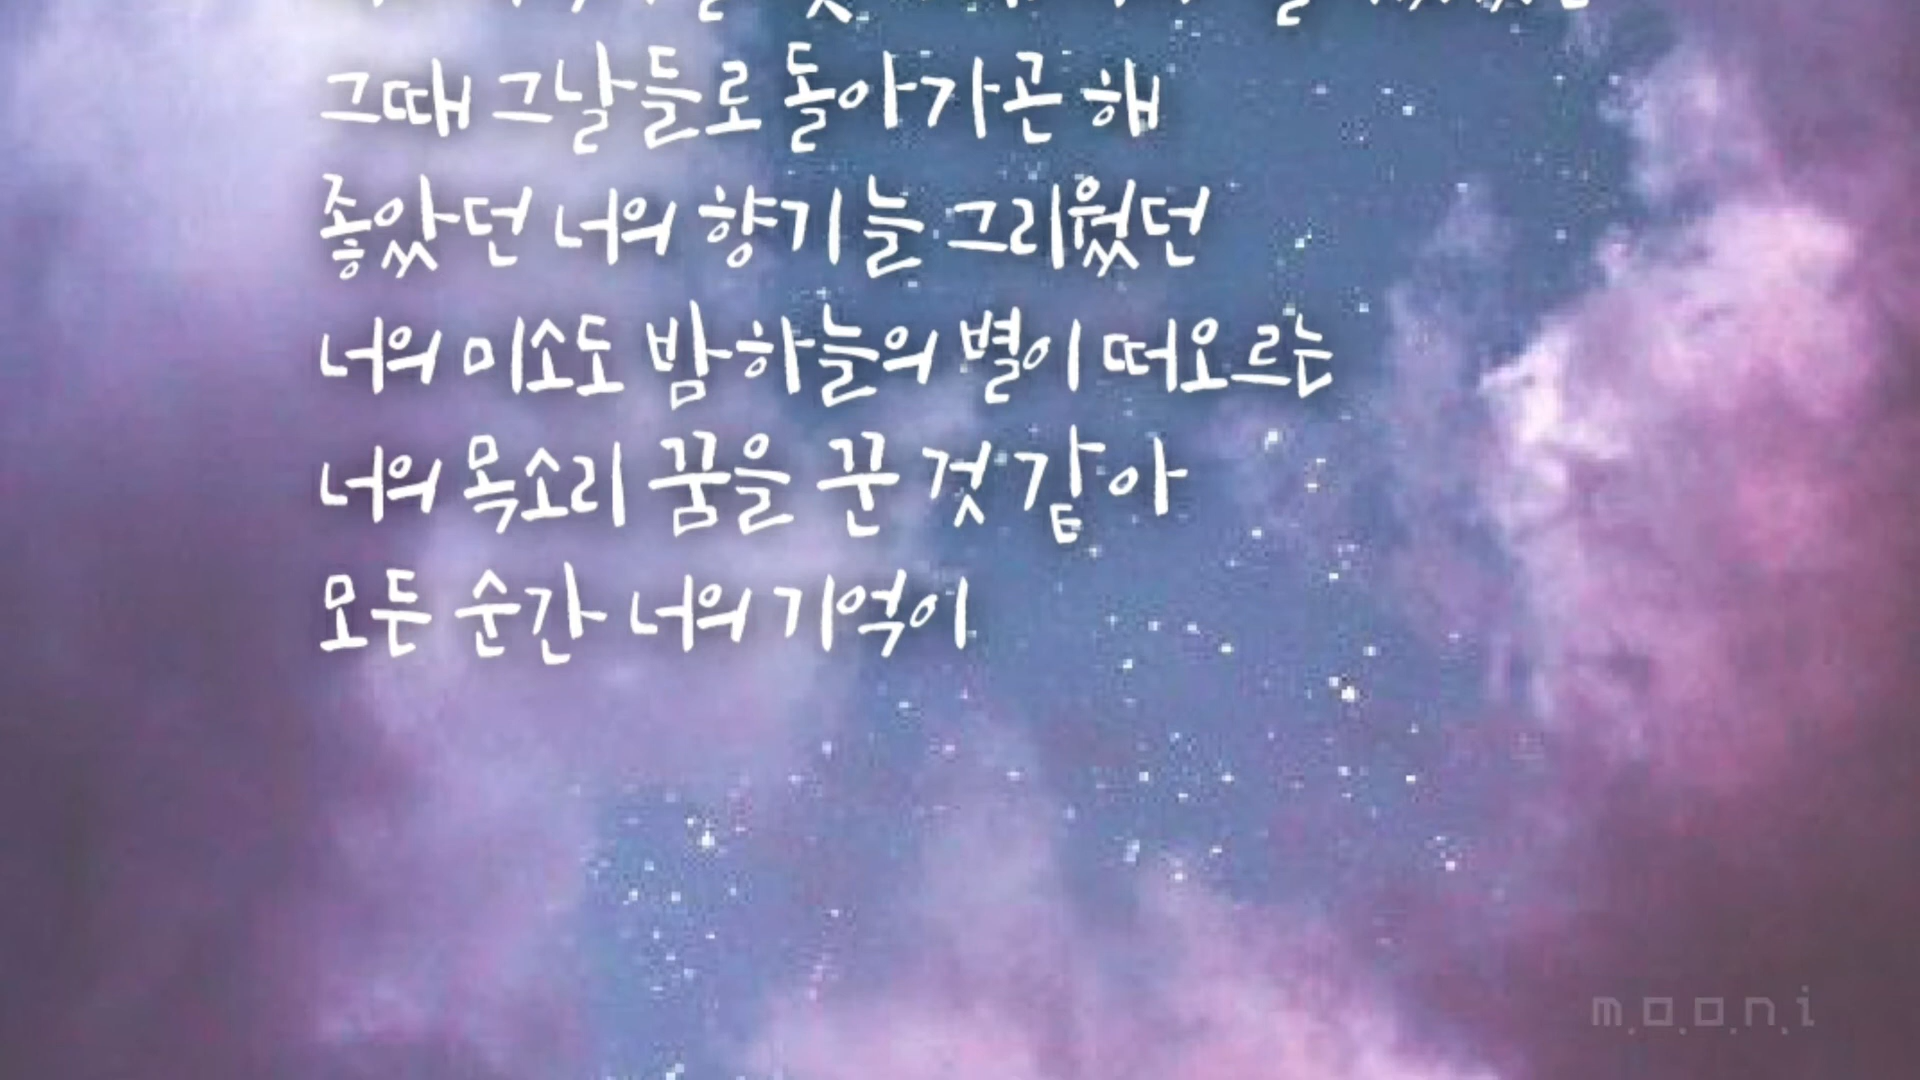 그때 그날들로 돌아가곤 해
좋았던 너의 향기 늘 그리웠던
너의 미소도 밤하늘의 별이 떠오르는
너의 목소리 꿈을 꾼 것 같아
모든 순간 너의 기억이
m.o.o.n.i